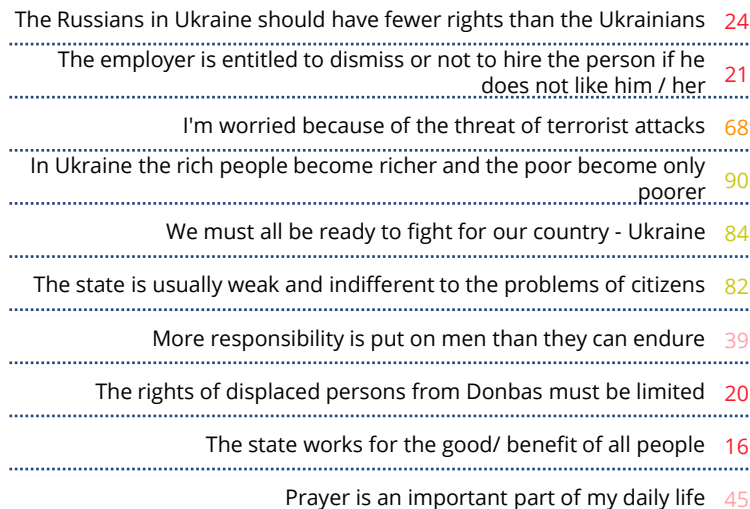 The Russians in Ukraine should have fewer rights than the Ukrainians 24
The employer is entitled to dismiss or not to hire the person if he
does not like him / her 21
I'm worried because of the threat of terrorist attacks 68
In Ukraine the rich people become richer and the poor become only
poorer 90
We must all be ready to fight for our country - Ukraine 84
The state is usually weak and indifferent to the problems of citizens 82
More responsibility is put on men than they can endure 39
The rights of displaced persons from Donbas must be limited 20
The state works for the good/ benefit of all people 16
Prayer is an important part of my daily life 45